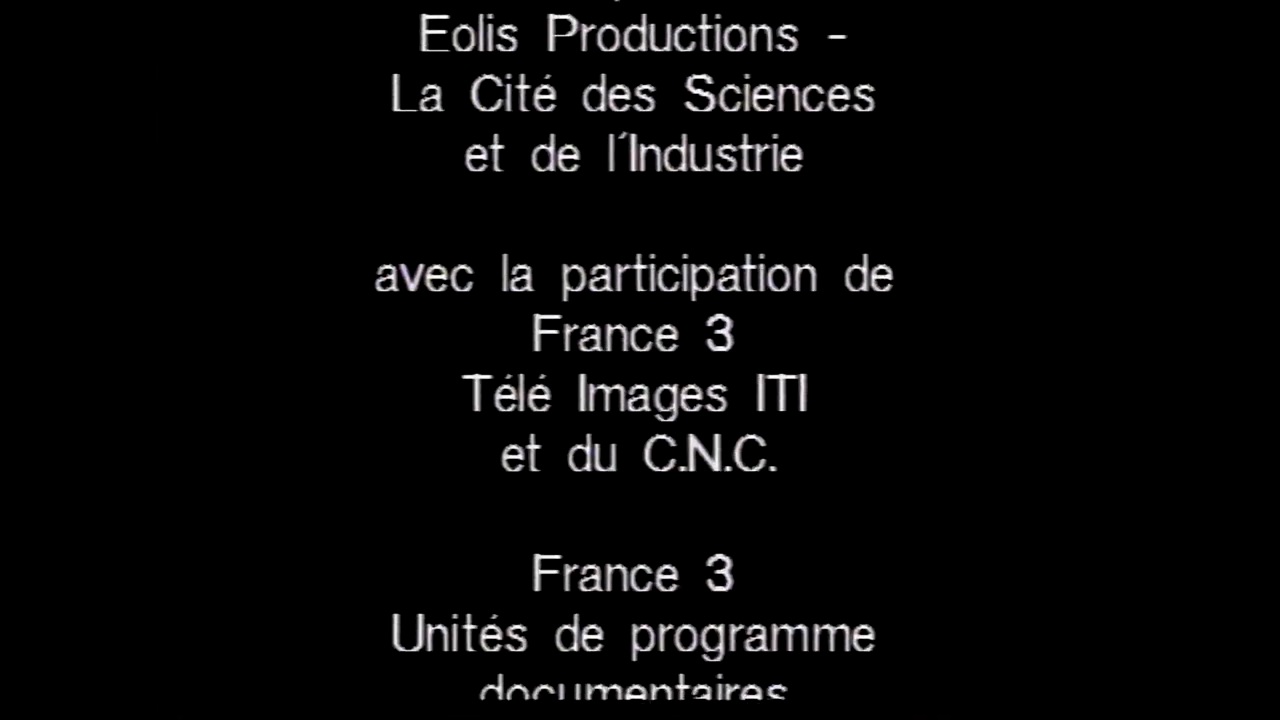 Eolis Productions -
La Cité des Sciences
et de l´Industrie
avec la participation de
France 3
Télé Images ITI
et du C.N.C.
France 3
Unités de programme
documentaires